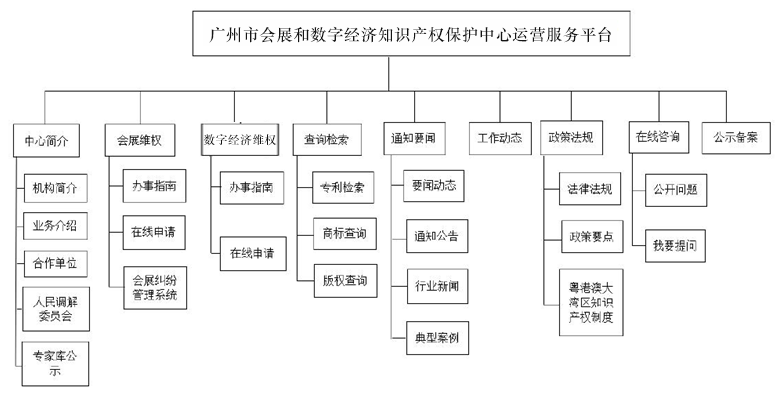 广州市会展和数字经济知识产权保护中心运营服务平台
中心简介
会展维权
数字经济维权
查询检索
通知要闻
工作动态
政策法规
在线咨询
公示备案
机构简介
业务介绍
合作单位
人民调解
委员会
专家库公
示
办事指南
在线申请
会展纠纷
管理系统
办事指南
在线申请
专利检索
商标查询
版权查询
要闻动态
通知公告
行业新闻
典型案例
法律法规
政策要点
粤港澳大
湾区知识
产权制度
公开问题
我要提问